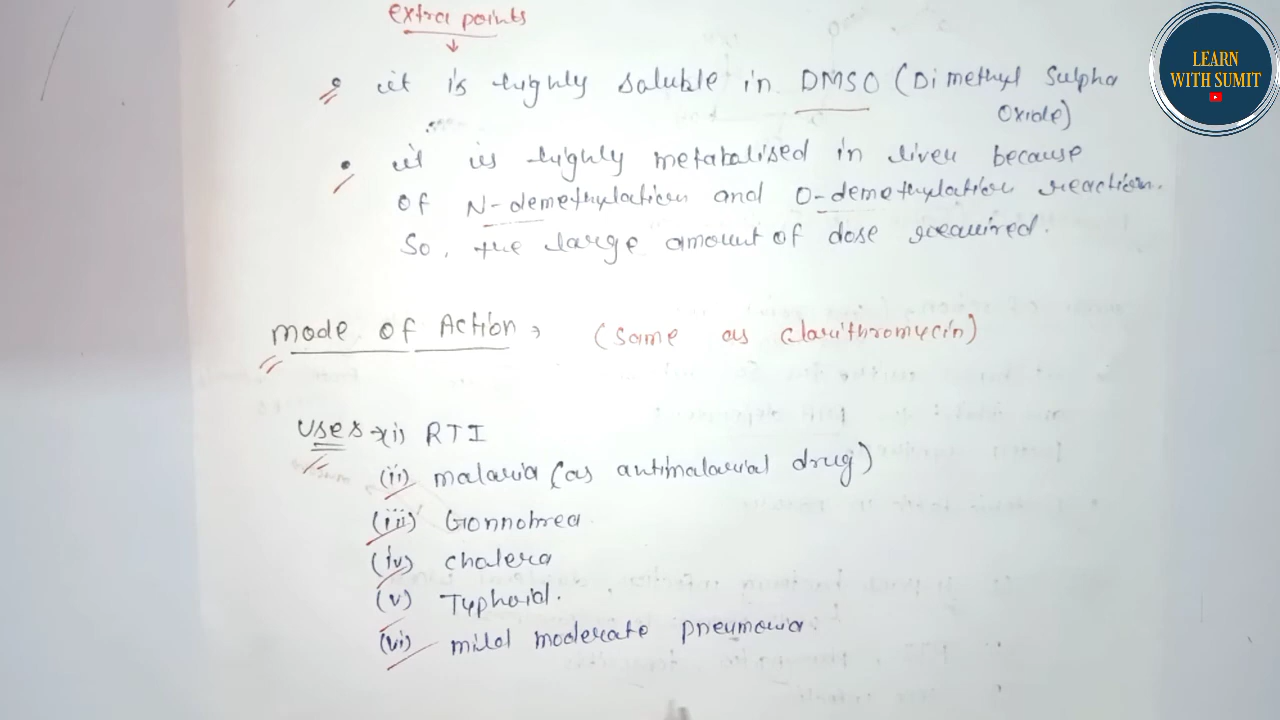 extra points
it is highly soluble in DMSO (Dimethyl Sulpha
Oxide)
it is highly metabolised in liver because
of N-demethylation and O-demethylation reaction.
So, the large amount of dose reaquired.
mode of Action, (Same as clarithromycin)
uses → (i) RTI
(ii) malaria (as antimalarial drug)
(iii) Gonnohrea
(iv) cholera
(v) Typhoid.
(vi) mild moderate pneumonia.
LEARN
WITH SUMIT